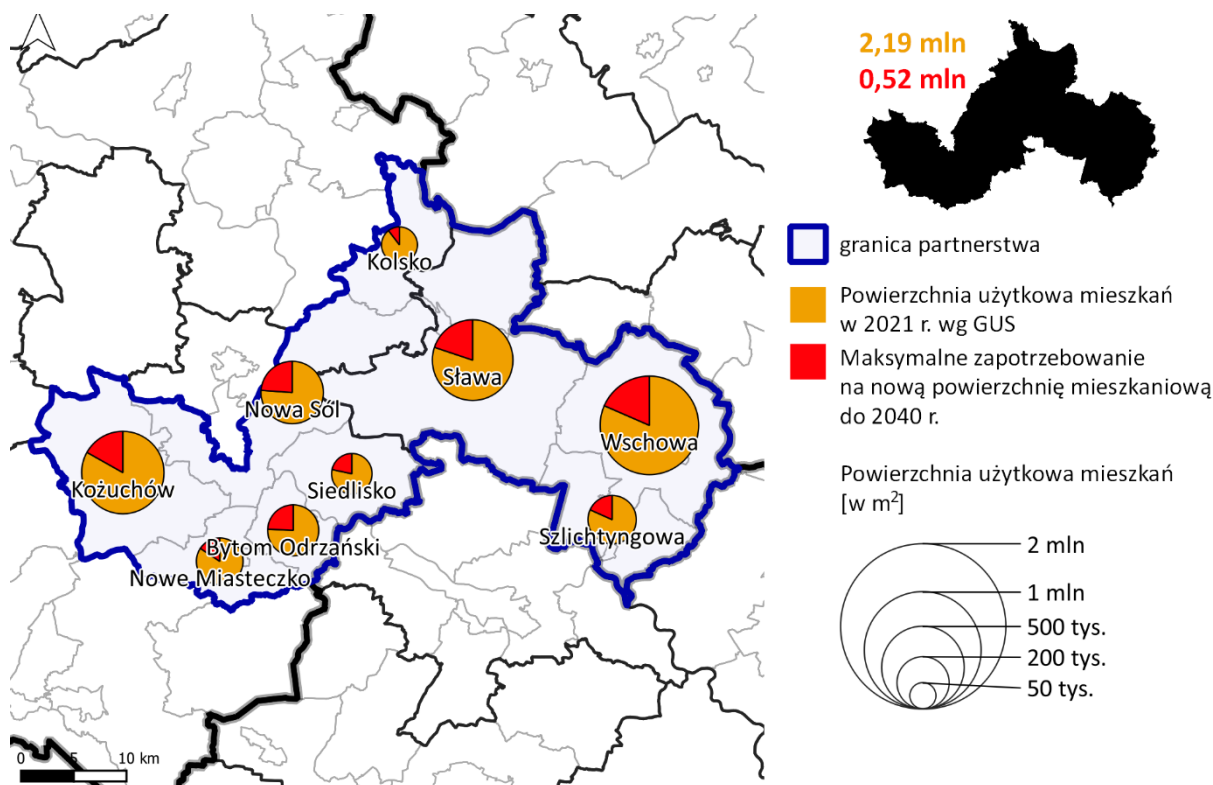 2,19 mln
0,52 mln
granica partnerstwa
Powierzchnia użytkowa mieszkań
w 2021 r. wg GUS
Maksymalne zapotrzebowanie
na nową powierzchnię mieszkaniową
do 2040 r.
Powierzchnia użytkowa mieszkań
[w m²]
2 mln
1 mln
500 tys.
200 tys.
50 tys.
Kolsko
Sława
Nowa Sól
Wschowa
Kożuchów
Siedlisko
Szlichtyngowa
Bytom Odrzański
Nowe Miasteczko
0 5 10 km